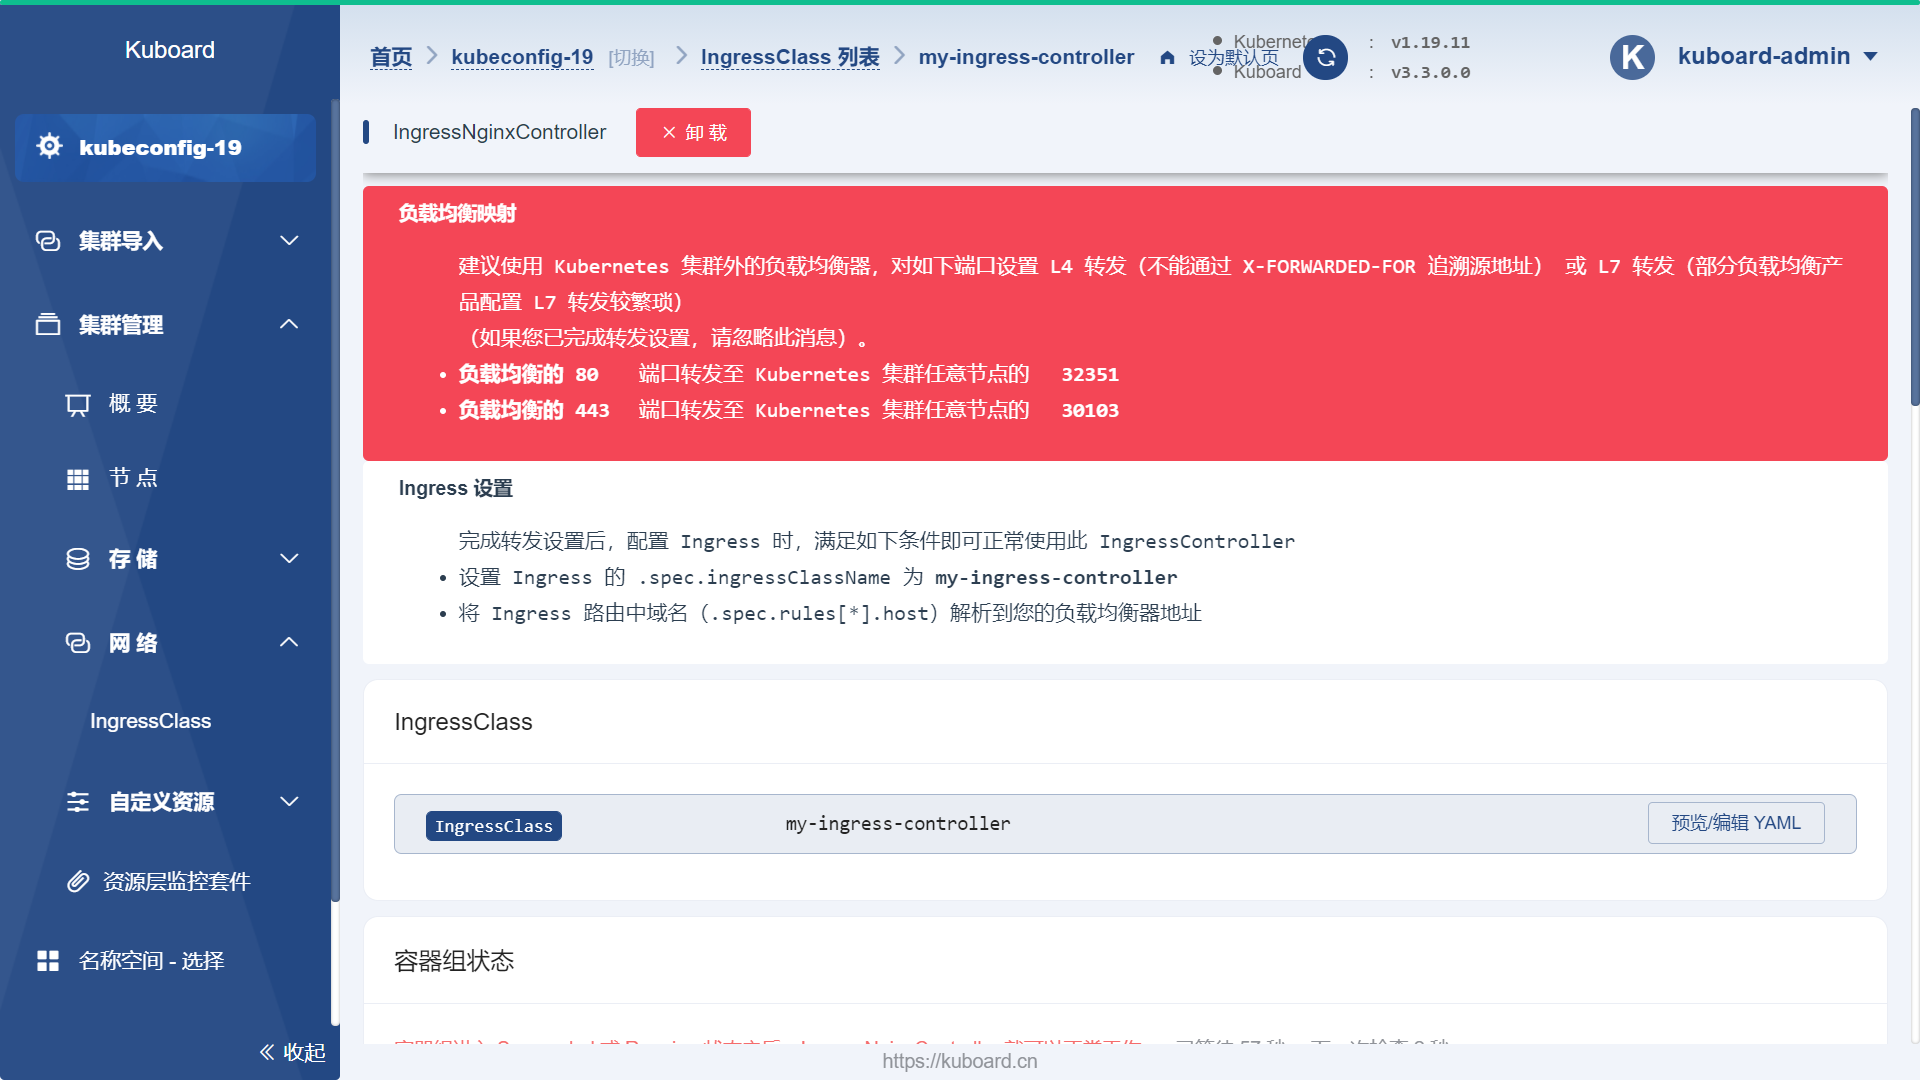 Kuboard
kubeconfig-19
集群导入
集群管理
概 要
节 点
存 储
网 络
IngressClass
自定义资源
资源层监控套件
名称空间 - 选择
收起
首页
kubeconfig-19
[切换]
IngressClass 列表
my-ingress-controller
设为默认页
Kubernete : v1.19.11
Kuboard : v3.3.0.0
K
kuboard-admin
IngressNginxController
卸 载
负载均衡映射
建议使用 Kubernetes 集群外的负载均衡器，对如下端口设置 L4 转发（不能通过 X-FORWARDED-FOR 追溯源地址） 或 L7 转发（部分负载均衡产
品配置 L7 转发较繁琐）
（如果您已完成转发设置，请忽略此消息）。
• 负载均衡的 80 端口转发至 Kubernetes 集群任意节点的 32351
• 负载均衡的 443 端口转发至 Kubernetes 集群任意节点的 30103
Ingress 设置
完成转发设置后，配置 Ingress 时，满足如下条件即可正常使用此 IngressController
• 设置 Ingress 的 .spec.ingressClassName 为 my-ingress-controller
• 将 Ingress 路由中域名（.spec.rules[*].host）解析到您的负载均衡器地址
IngressClass
IngressClass
my-ingress-controller
预览/编辑 YAML
容器组状态
https://kuboard.cn